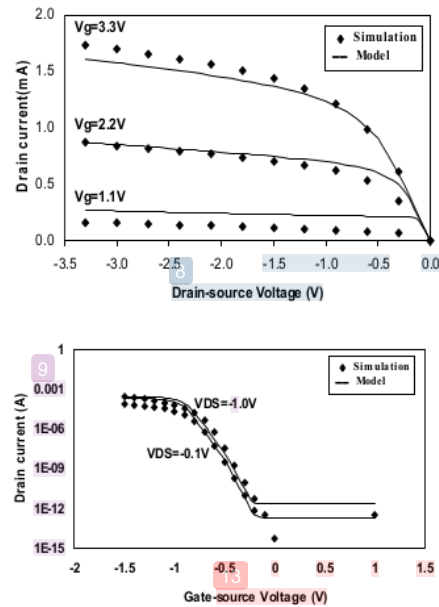 2.0
Vg=3.3V
Simulation
Model
1.5
Drain current(mA)
1.0
Vg=2.2V
0.5
Vg=1.1V
0.0
-3.5 -3.0 -2.5 -2.0 -1.5 -1.0 -0.5 0.0
8
Drain-source Voltage (V)
1
9
Simulation
Model
0.001
VDS=-1.0V
Drain current (A)
1E-06
VDS=-0.1V
1E-09
1E-12
1E-15
-2 -1.5 -1 -0.5 0 0.5 1 1.5
13
Gate-source Voltage (V)